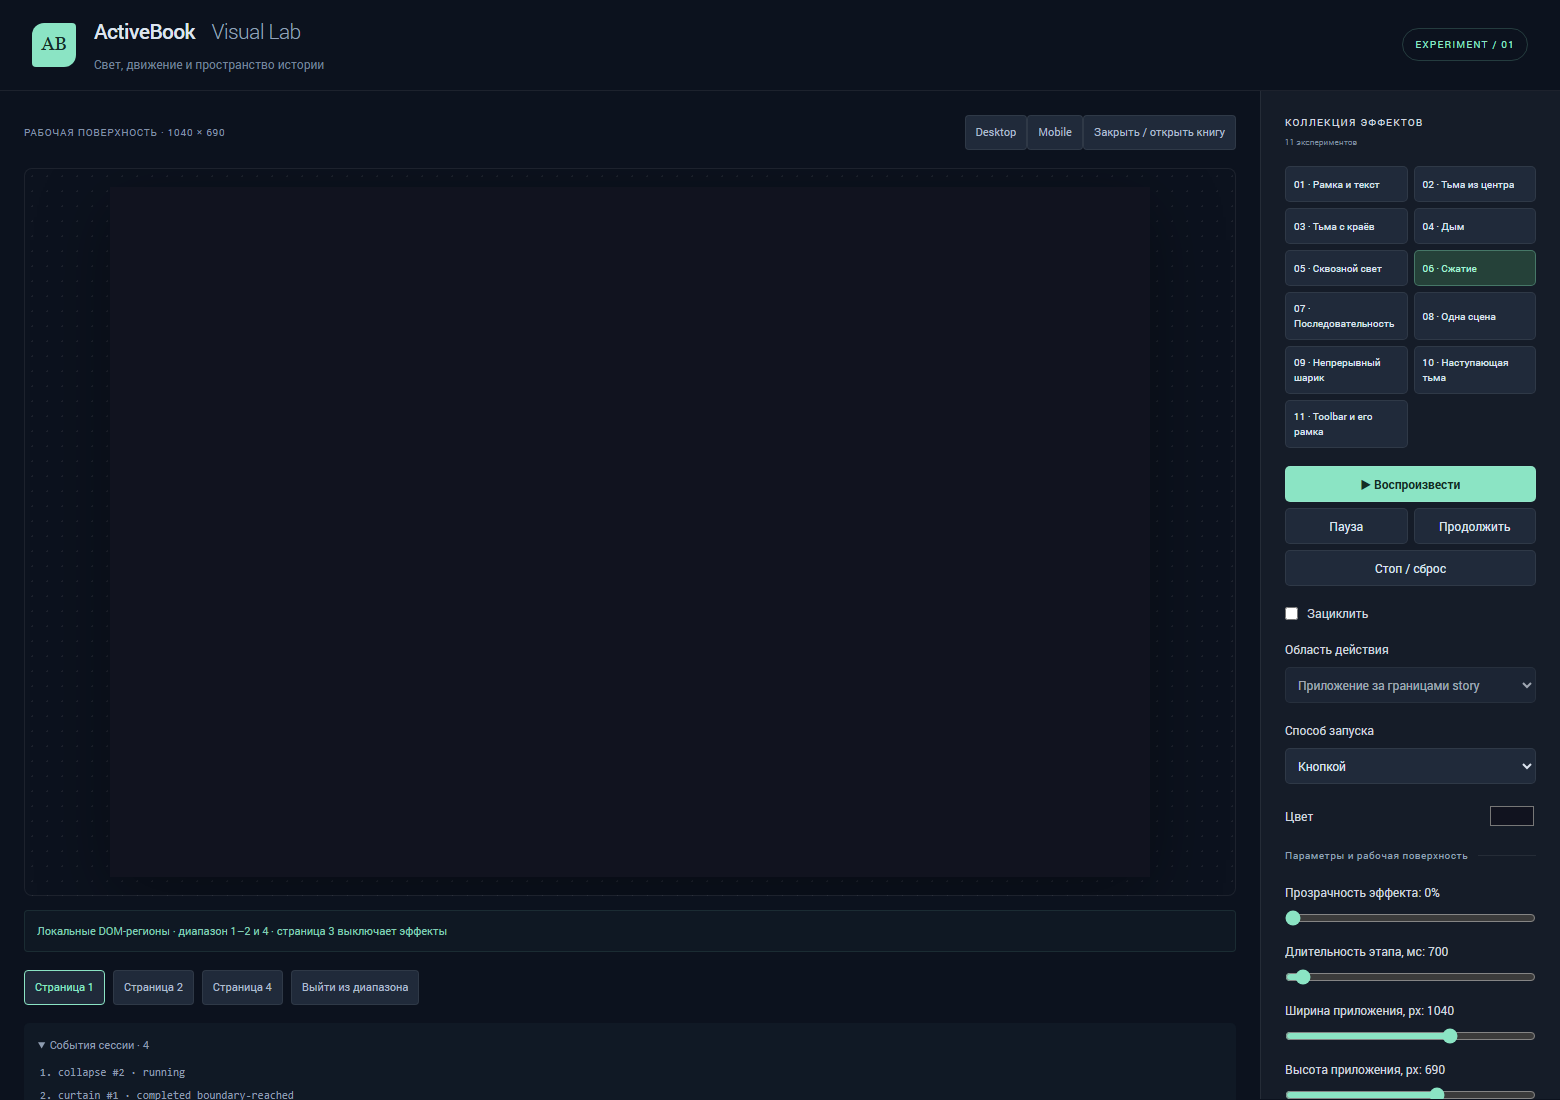 AB
ActiveBook Visual Lab
Свет, движение и пространство истории
EXPERIMENT / 01
РАБОЧАЯ ПОВЕРХНОСТЬ · 1040 × 690
Desktop
Mobile
Закрыть / открыть книгу
Локальные DOM-регионы · диапазон 1–2 и 4 · страница 3 выключает эффекты
Страница 1
Страница 2
Страница 4
Выйти из диапазона
▼ События сессии · 4
1. collapse #2 · running
2. curtain #1 · completed boundary-reached
КОЛЛЕКЦИЯ ЭФФЕКТОВ
11 экспериментов
01 · Рамка и текст
02 · Тьма из центра
03 · Тьма с краёв
04 · Дым
05 · Сквозной свет
06 · Сжатие
07 ·
Последовательность
08 · Одна сцена
09 · Непрерывный
шарик
10 · Наступающая
тьма
11 · Toolbar и его
рамка
▶ Воспроизвести
Пауза
Продолжить
Стоп / сброс
Зациклить
Область действия
Приложение за границами story
Способ запуска
Кнопкой
Цвет
Параметры и рабочая поверхность
Прозрачность эффекта: 0%
Длительность этапа, мс: 700
Ширина приложения, px: 1040
Высота приложения, px: 690